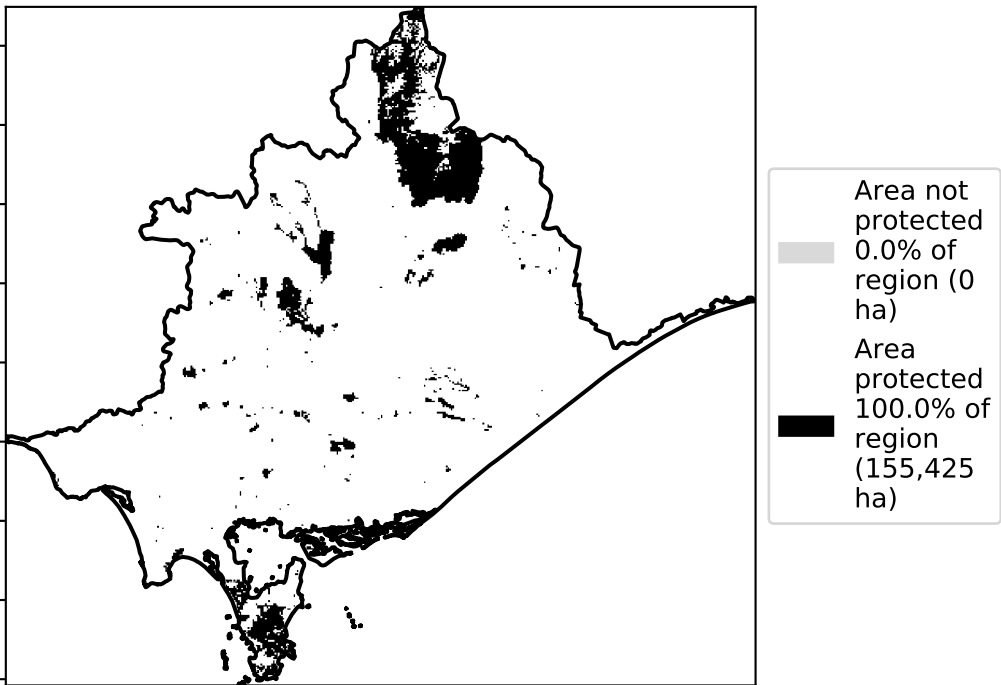 Area not
protected
0.0% of
region (0
ha)
Area
protected
100.0% of
region
(155,425
ha)